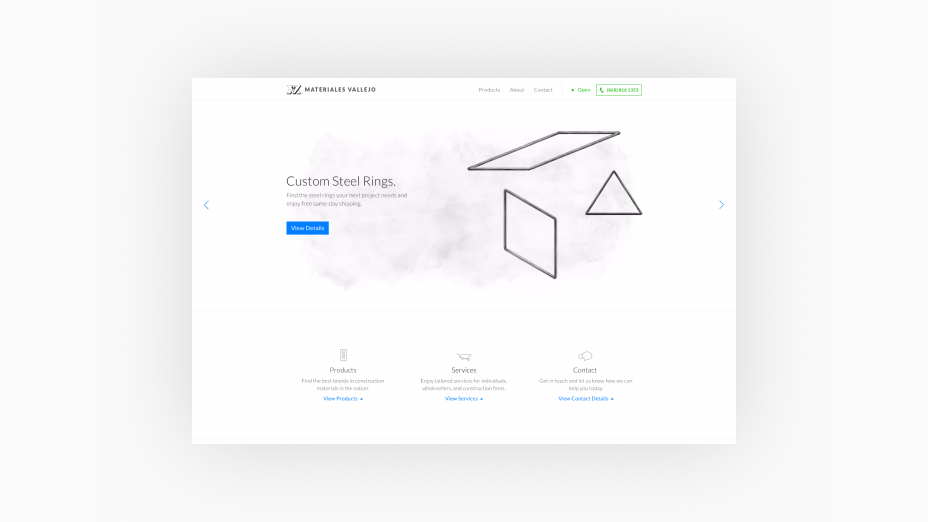 MATERIALES VALLEJO
Products About Contact Open (868) 816 1353
Custom Steel Rings.
Find the steel rings your next project needs and
enjoy free same-day shipping.
View Details
Products
Find the best brands in construction
materials in the nation.
View Products
Services
Enjoy tailored services for individuals,
wholesellers, and construction firms.
View Services
Contact
Get in touch and let us know how we can
help you today.
View Contact Details